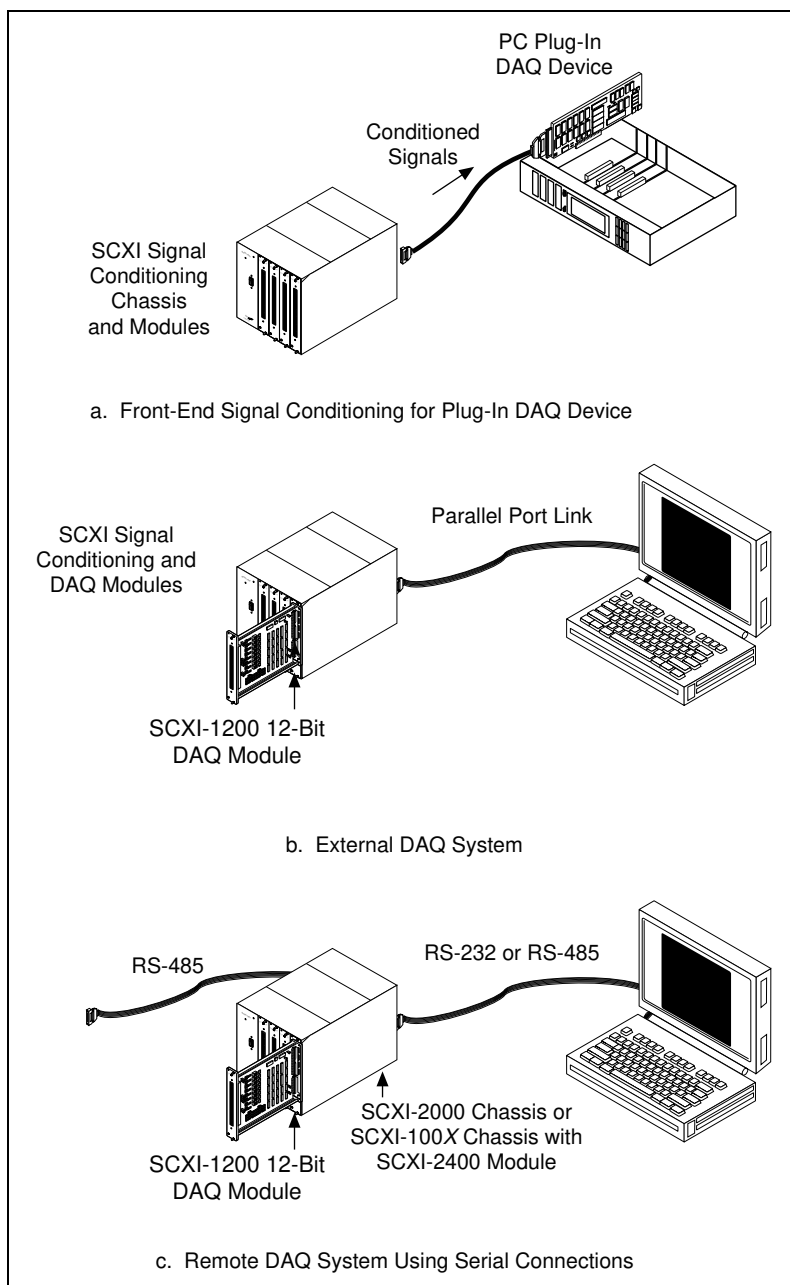 PC Plug-In
DAQ Device
Conditioned
Signals
SCXI Signal
Conditioning
Chassis
and Modules
a. Front-End Signal Conditioning for Plug-In DAQ Device
Parallel Port Link
SCXI Signal
Conditioning and
DAQ Modules
SCXI-1200 12-Bit
DAQ Module
b. External DAQ System
RS-485
RS-232 or RS-485
SCXI-2000 Chassis or
SCXI-100X Chassis with
SCXI-2400 Module
SCXI-1200 12-Bit
DAQ Module
c. Remote DAQ System Using Serial Connections